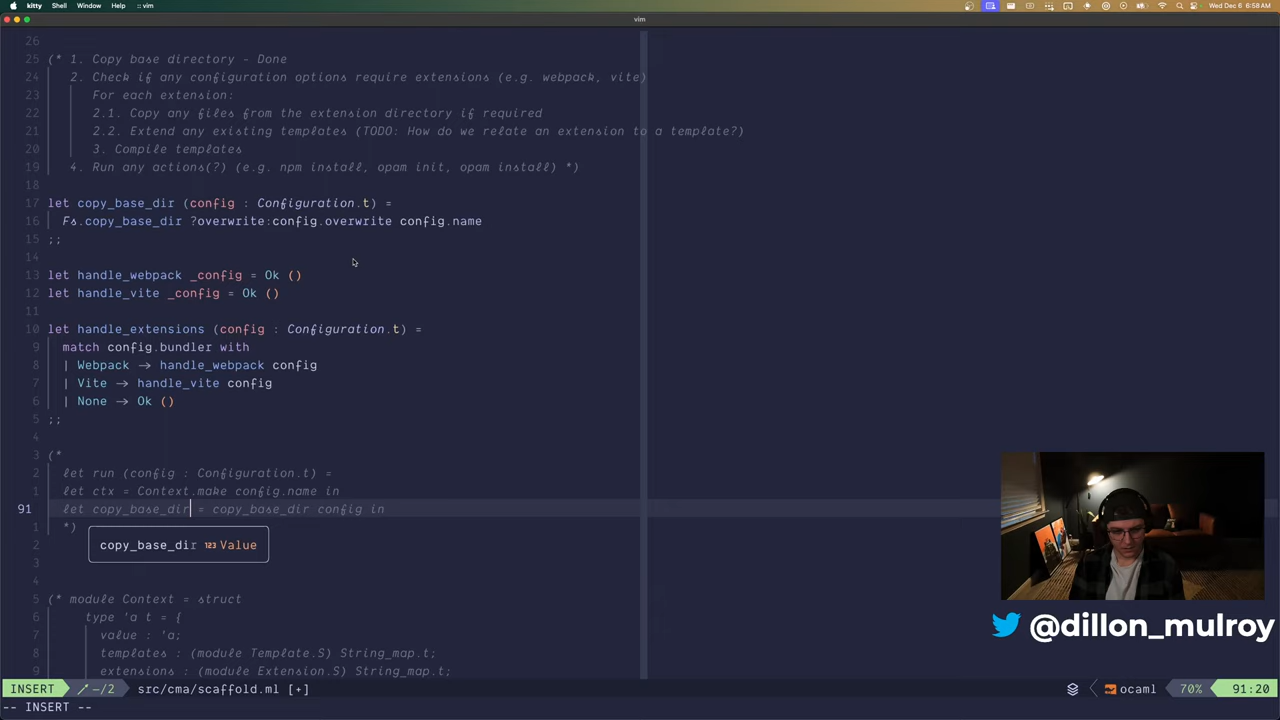 kitty Shell Window Help :: vim
Wed Dec 6 6:58 AM
vim
26
25 (* 1. Copy base directory - Done
24 2. Check if any configuration options require extensions (e.g. webpack, vite)
23 For each extension:
22 2.1. Copy any files from the extension directory if required
21 2.2. Extend any existing templates (TODO: How do we relate an extension to a template?)
20 3. Compile templates
19 4. Run any actions(?) (e.g. npm install, opam init, opam install) *)
18
17 let copy_base_dir (config : Configuration.t) =
16 Fs.copy_base_dir ?overwrite:config.overwrite config.name
15 ;;
14
13 let handle_webpack _config = Ok ()
12 let handle_vite _config = Ok ()
11
10 let handle_extensions (config : Configuration.t) =
9 match config.bundler with
8 | Webpack -> handle_webpack config
7 | Vite -> handle_vite config
6 | None -> Ok ()
5 ;;
4
3 (*
2 let run (config : Configuration.t) =
1 let ctx = Context.make config.name in
91 let copy_base_dir = copy_base_dir config in
1 *)
2 copy_base_dir 123 Value
3
4
5 (* module Context = struct
6 type 'a t = {
7 value : 'a;
8 templates : (module Template.S) String_map.t;
9 extensions : (module Extension.S) String_map.t;
@dillon_mulroy
INSERT ~/2 src/cma/scaffold.ml [+] ocaml 70% 91:20
-- INSERT --